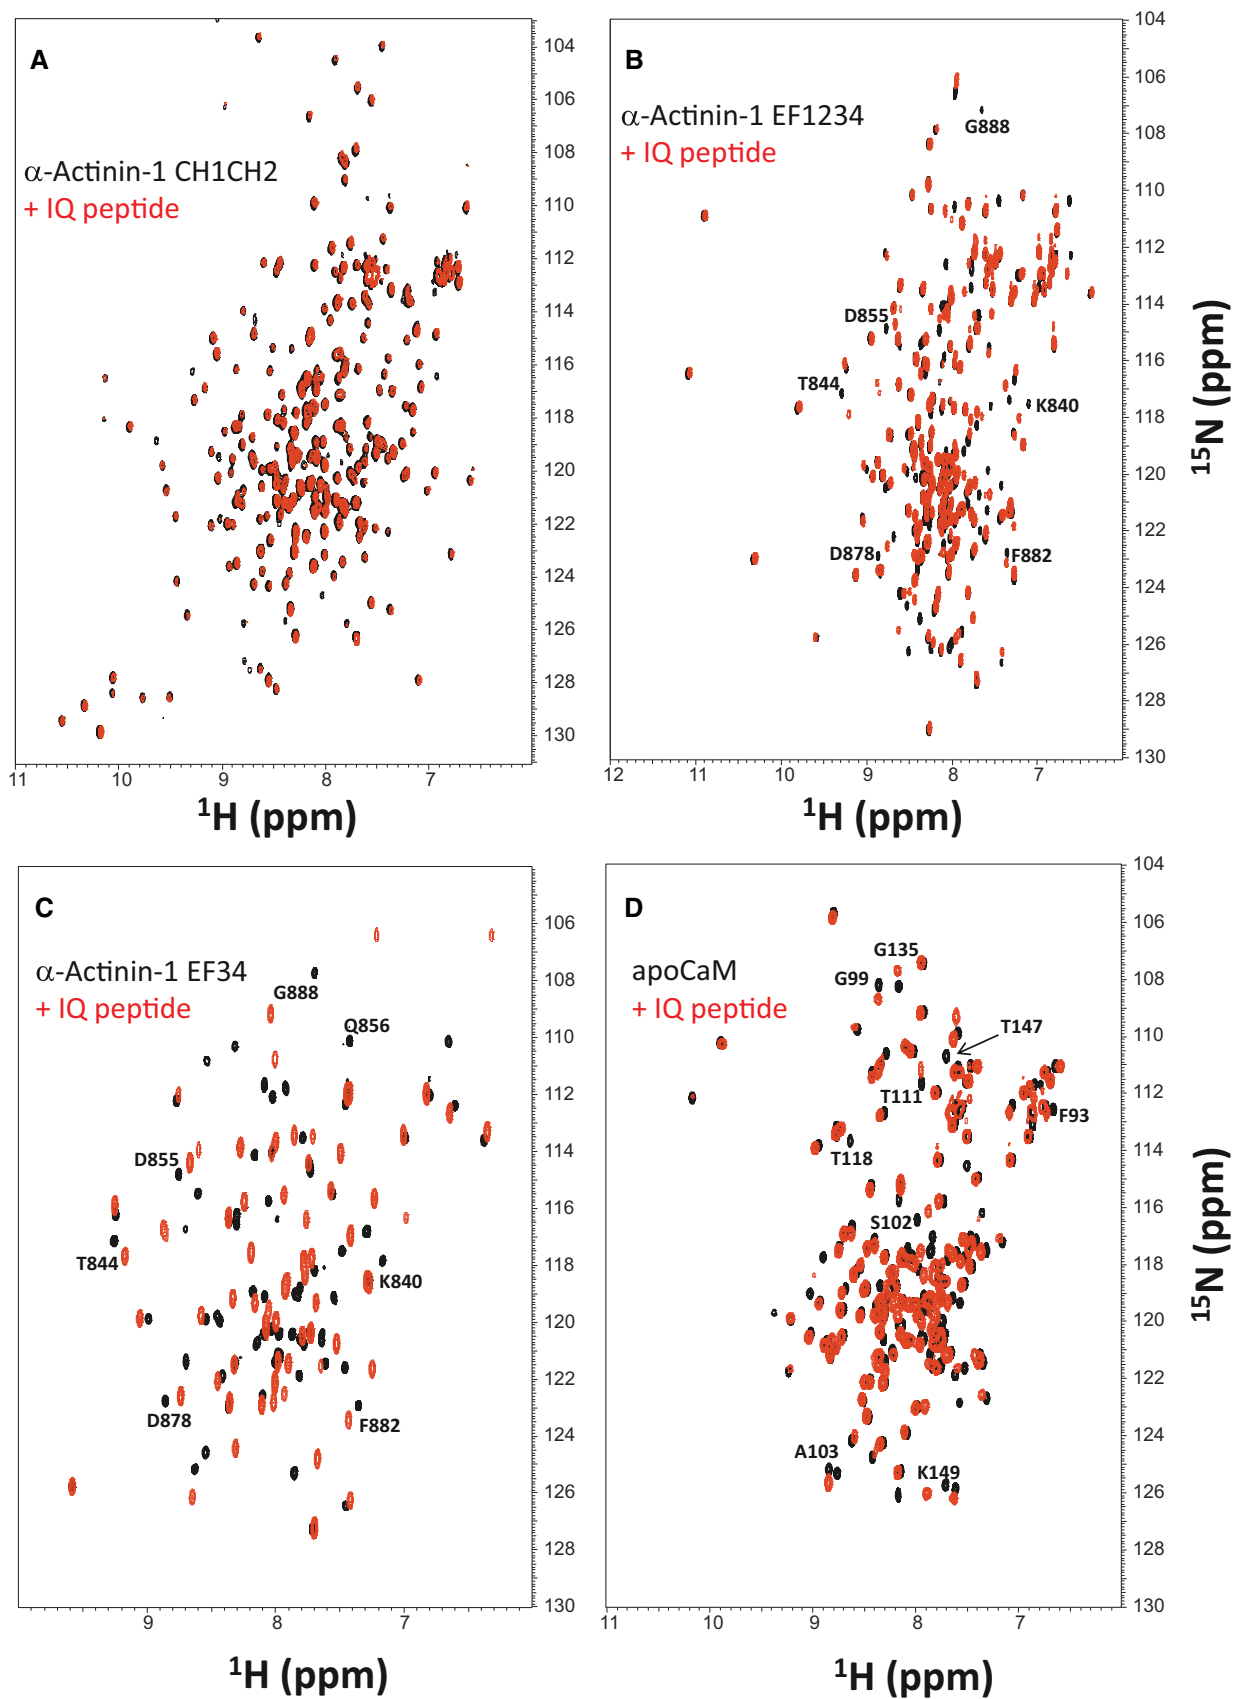 A
α-Actinin-1 CH1CH2
+ IQ peptide
104
106
108
110
112
114
116
118
120
122
124
126
128
130
11
10
9
8
7
¹H (ppm)
B
α-Actinin-1 EF1234
+ IQ peptide
G888
D855
T844
K840
D878
F882
104
106
108
110
112
114
116
118
120
122
124
126
128
130
12
10
9
8
7
¹H (ppm)
¹⁵N (ppm)
C
α-Actinin-1 EF34
+ IQ peptide
G888
Q856
D855
T844
K840
D878
F882
106
108
110
112
114
116
118
120
122
124
126
128
130
9
8
7
¹H (ppm)
D
apoCaM
+ IQ peptide
G135
G99
T147
T111
F93
T118
S102
A103
K149
104
106
108
110
112
114
116
118
120
122
124
126
128
130
11
10
9
8
7
¹H (ppm)
¹⁵N (ppm)